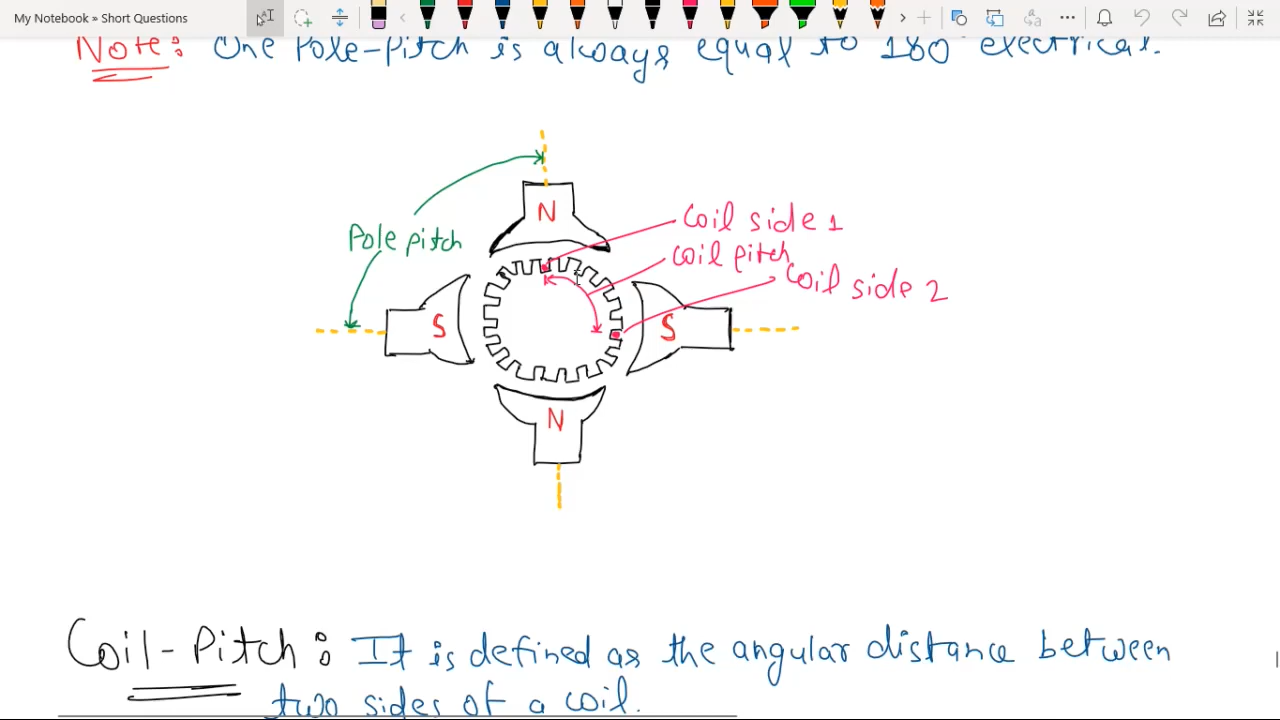 My Notebook » Short Questions
Note: One Pole-Pitch is always equal to 180° electrical.
N
Coil side 1
Pole pitch
coil pitch
Coil side 2
S
S
N
Coil-Pitch: It is defined as the angular distance between
two sides of a coil.